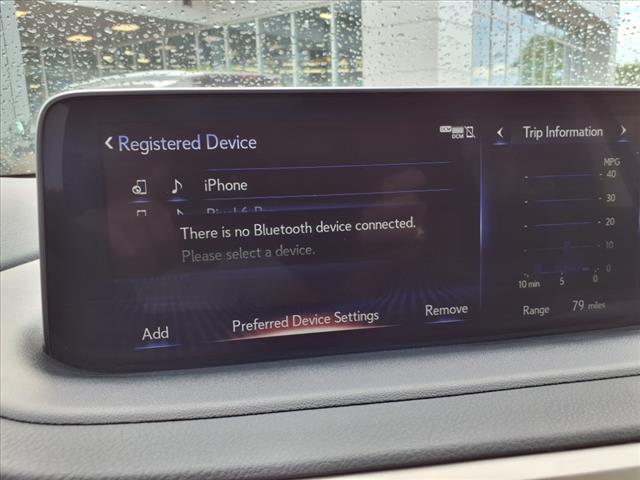 Registered Device
DCM
Trip Information
iPhone
MPG
40
30
20
10
0
There is no Bluetooth device connected.
Please select a device.
10 min 5 0
Add
Preferred Device Settings
Remove
Range 79 miles